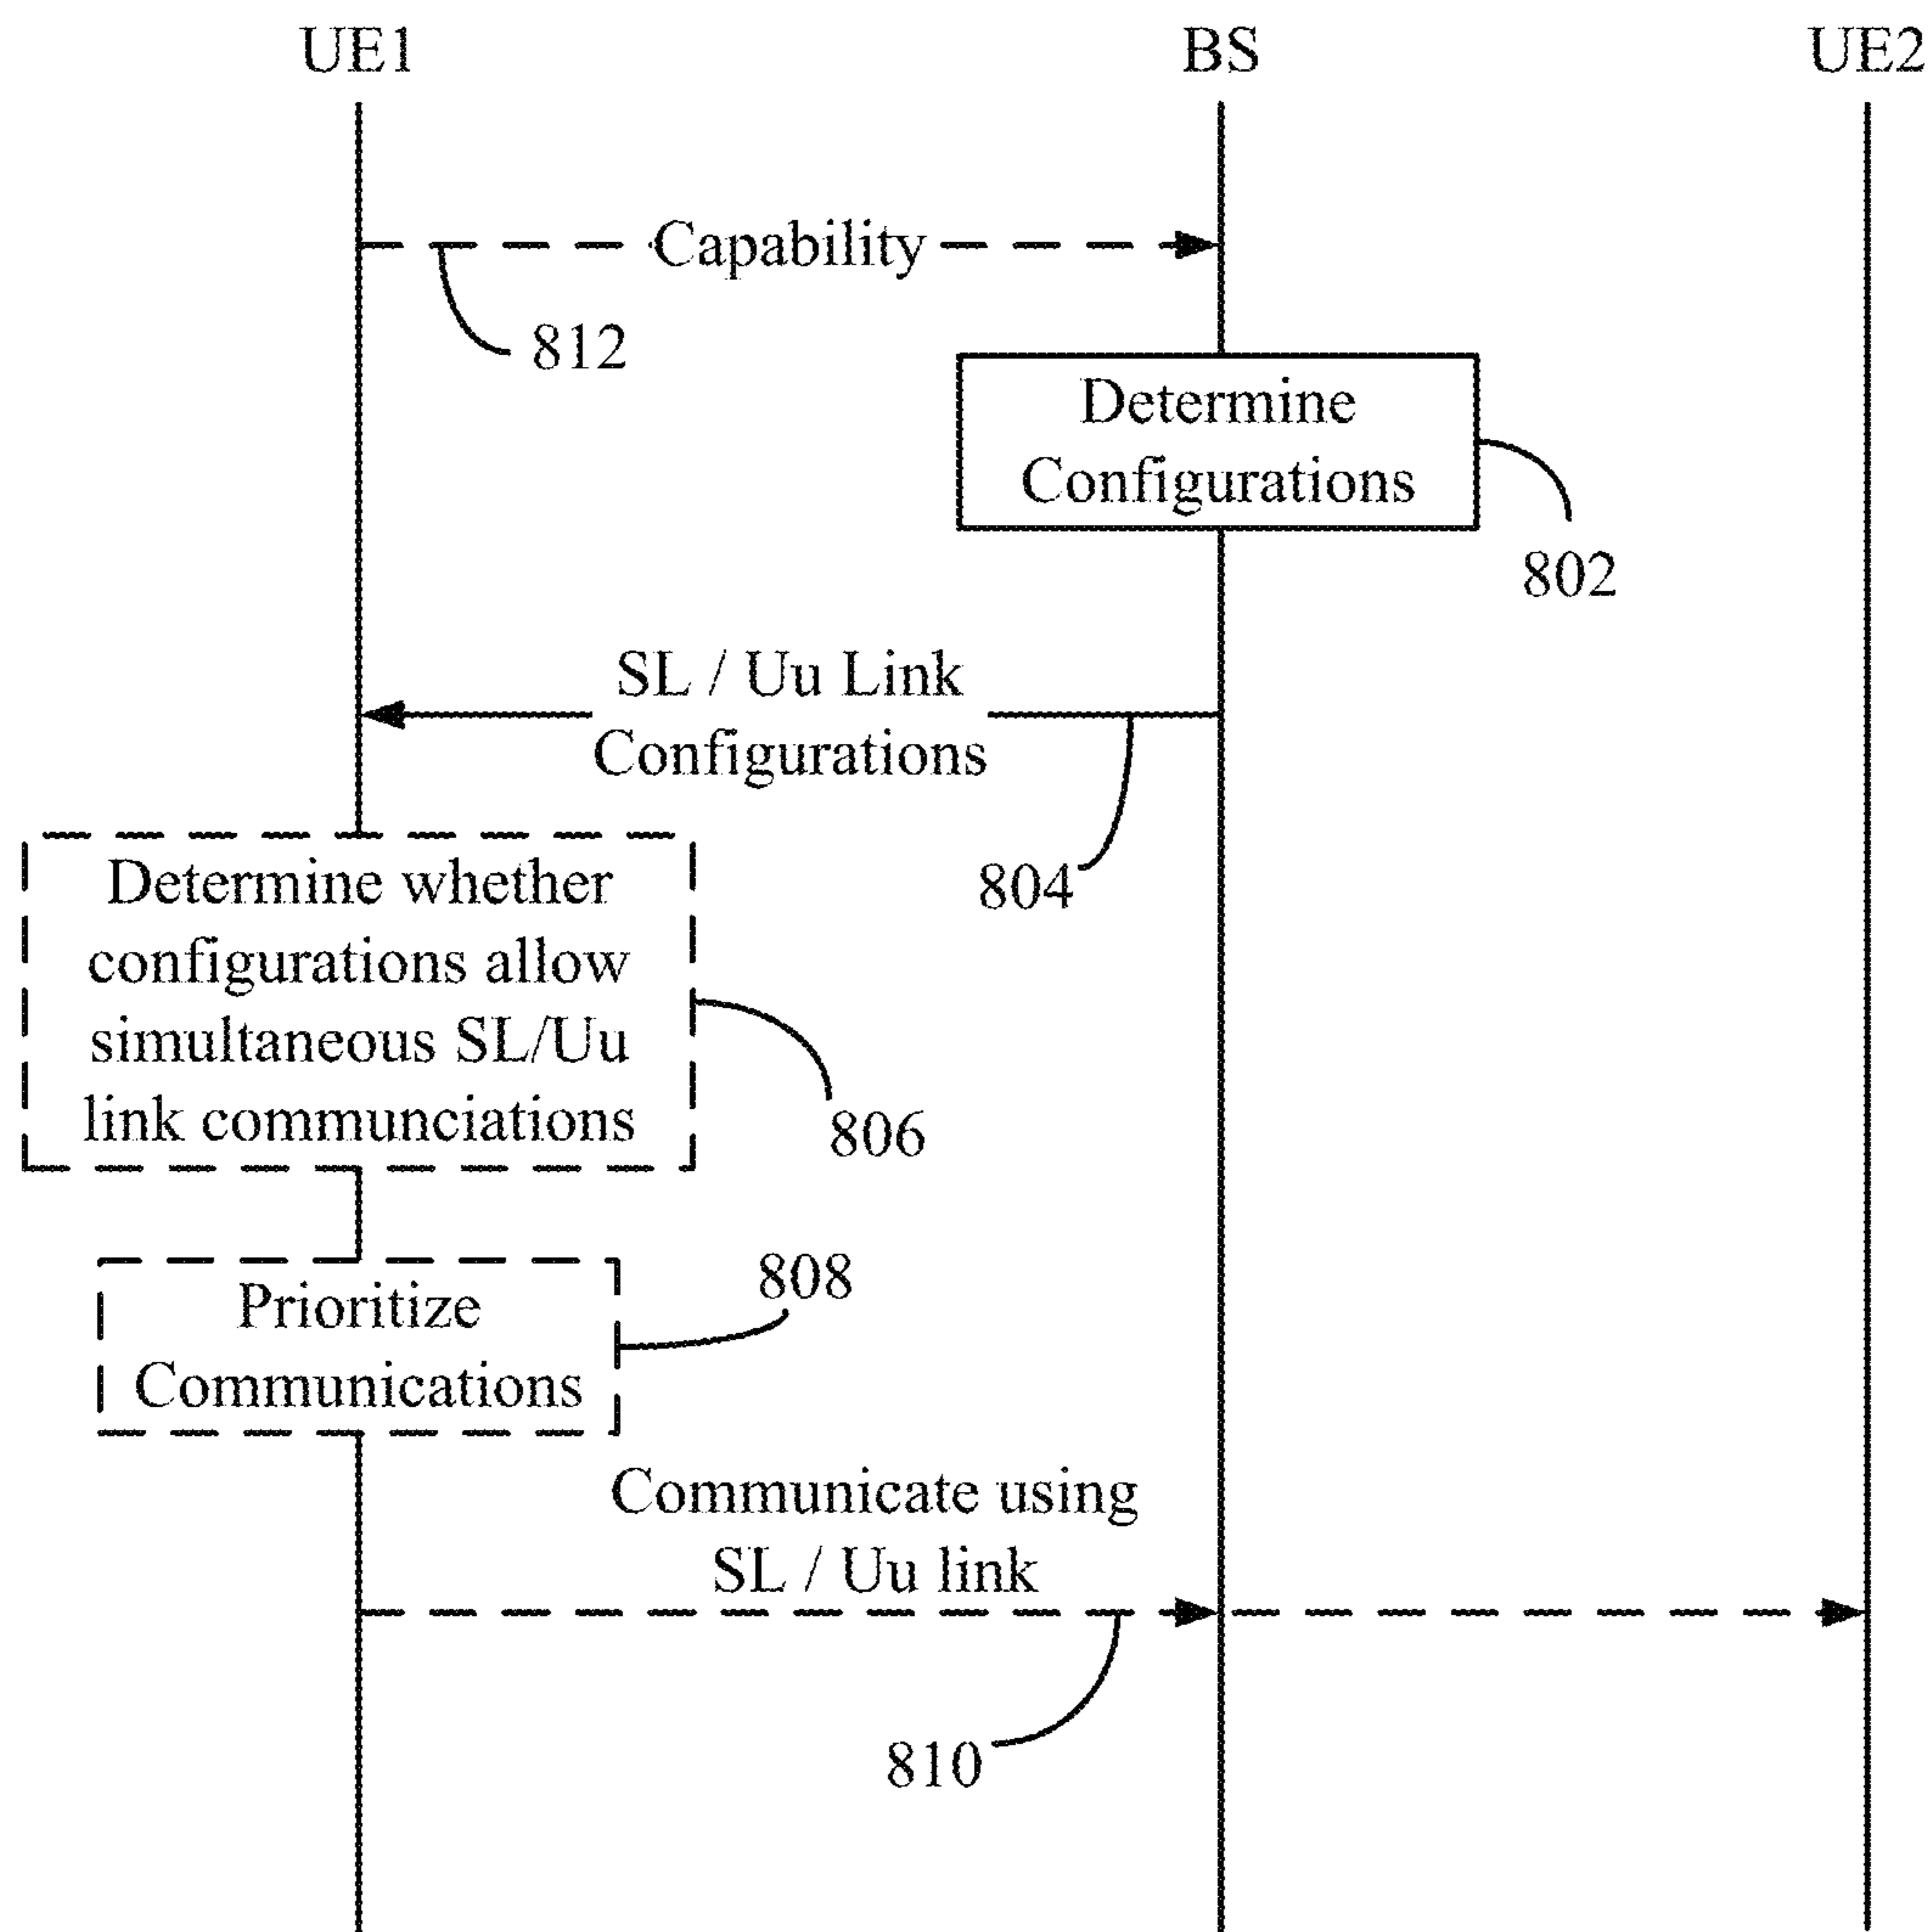 UE1
BS
UE2
Capability
812
Determine
Configurations
802
SL / Uu Link
Configurations
804
Determine whether
configurations allow
simultaneous SL/Uu
link communciations
806
808
Prioritize
Communications
Communicate using
SL / Uu link
810